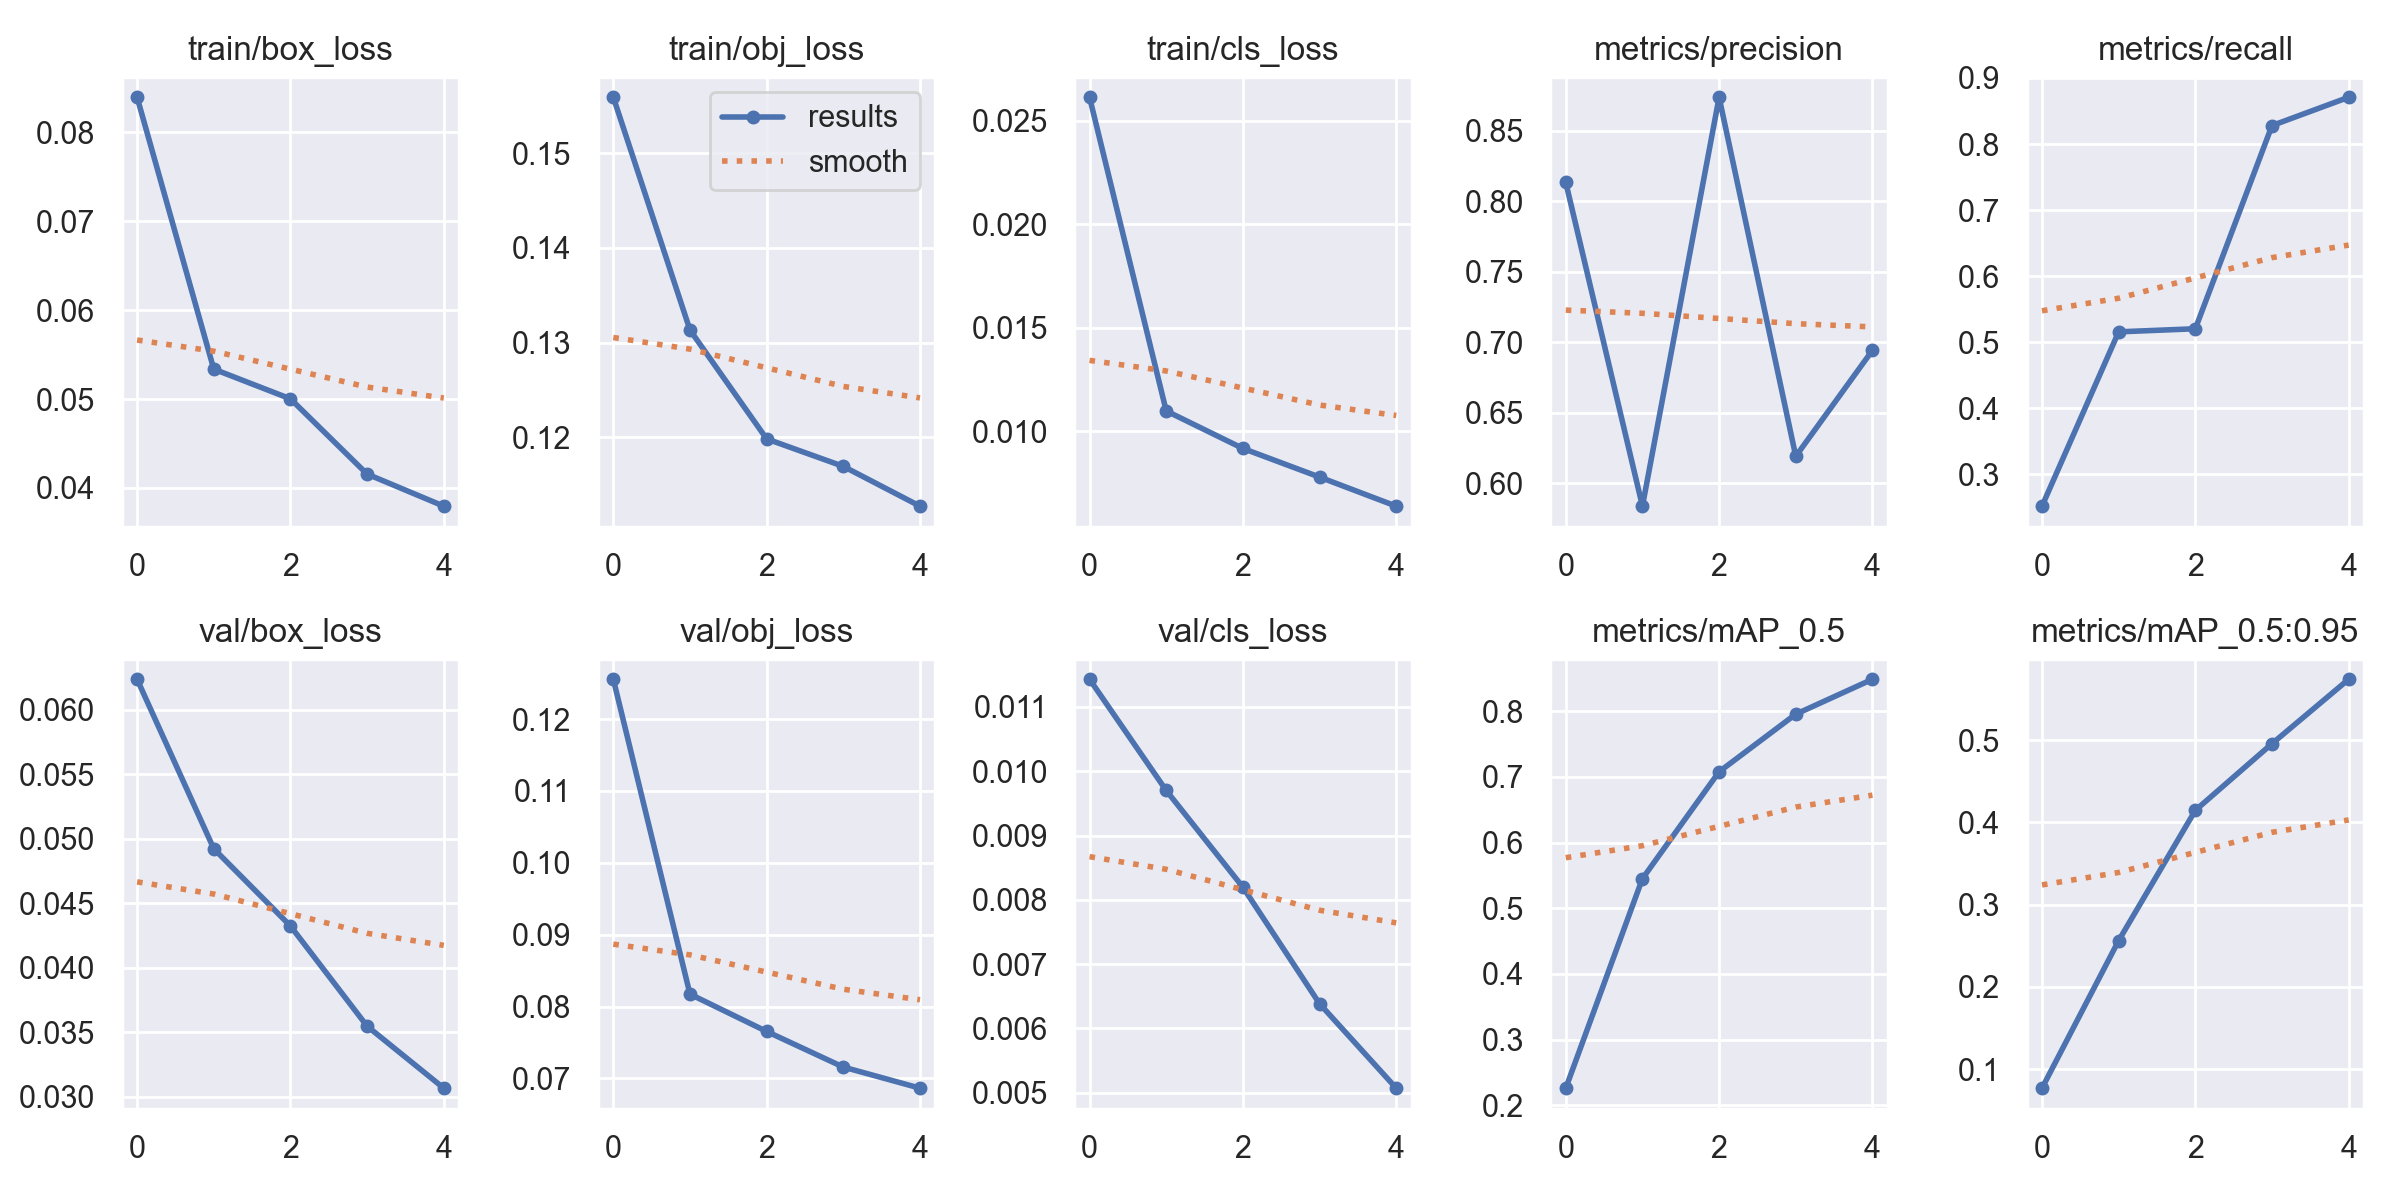 train/box_loss
0.08
0.07
0.06
0.05
0.04
0 2 4
train/obj_loss
results
smooth
0.15
0.14
0.13
0.12
0 2 4
train/cls_loss
0.025
0.020
0.015
0.010
0 2 4
metrics/precision
0.85
0.80
0.75
0.70
0.65
0.60
0 2 4
metrics/recall
0.9
0.8
0.7
0.6
0.5
0.4
0.3
0 2 4
val/box_loss
0.060
0.055
0.050
0.045
0.040
0.035
0.030
0 2 4
val/obj_loss
0.12
0.11
0.10
0.09
0.08
0.07
0 2 4
val/cls_loss
0.011
0.010
0.009
0.008
0.007
0.006
0.005
0 2 4
metrics/mAP_0.5
0.8
0.7
0.6
0.5
0.4
0.3
0.2
0 2 4
metrics/mAP_0.5:0.95
0.5
0.4
0.3
0.2
0.1
0 2 4